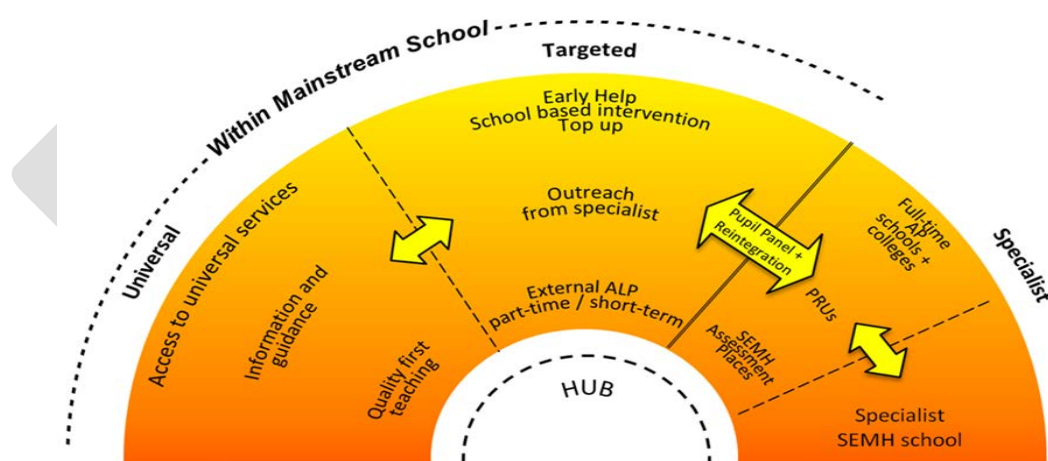 Within Mainstream School
Universal
Targeted
Specialist
Access to universal services
Information and
guidance
Quality first
teaching
Early Help
School based intervention
Top up
Outreach
from specialist
External ALP
part-time / short-term
Pupil Panel +
Reintegration
Full-time
AP
schools +
colleges
PRUs
SEMH
Assessment
Places
Specialist
SEMH school
HUB